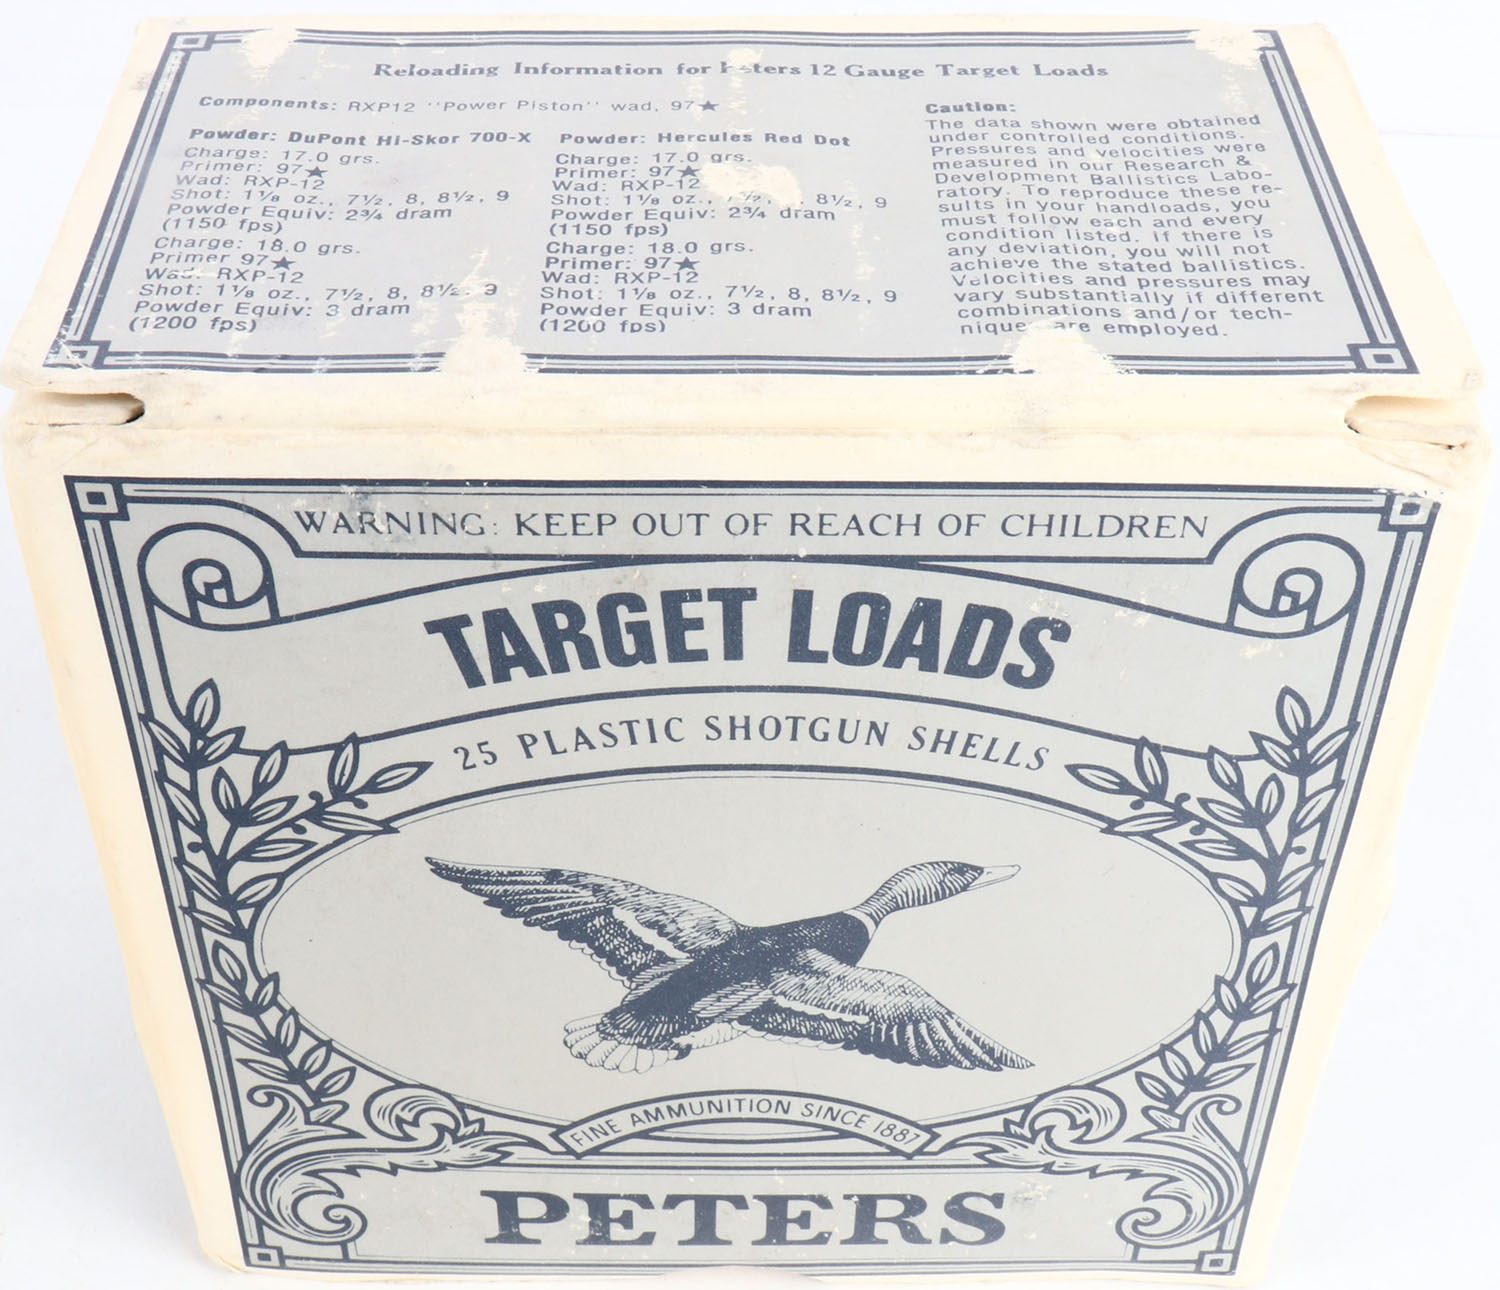 Reloading Information for Peters 12 Gauge Target Loads
Components: RXP12 "Power Piston" wad, 97★
Powder: DuPont Hi-Skor 700-X
Charge: 17.0 grs.
Primer: 97★
Wad: RXP-12
Shot: 1⅛ oz., 7½, 8, 8½, 9
Powder Equiv: 2¾ dram
(1150 fps)
Charge: 18.0 grs.
Primer 97★
Wad: RXP-12
Shot: 1⅛ oz., 7½, 8, 8½, 9
Powder Equiv: 3 dram
(1200 fps)
Powder: Hercules Red Dot
Charge: 17.0 grs.
Primer: 97★
Wad: RXP-12
Shot: 1⅛ oz., 8½, 9
Powder Equiv: 2¾ dram
(1150 fps)
Charge: 18.0 grs.
Primer: 97★
Wad: RXP-12
Shot: 1⅛ oz., 7½, 8, 8½, 9
Powder Equiv: 3 dram
(1200 fps)
Caution:
The data shown were obtained
under controlled conditions.
Pressures and velocities were
measured in our Research &
Development Ballistics Labo-
ratory. To reproduce these re-
sults in your handloads, you
must follow each and every
condition listed. If there is
any deviation, you will not
achieve the stated ballistics.
Velocities and pressures may
vary substantially if different
combinations and/or tech-
niques are employed.
WARNING: KEEP OUT OF REACH OF CHILDREN
TARGET LOADS
25 PLASTIC SHOTGUN SHELLS
FINE AMMUNITION SINCE 1887
PETERS